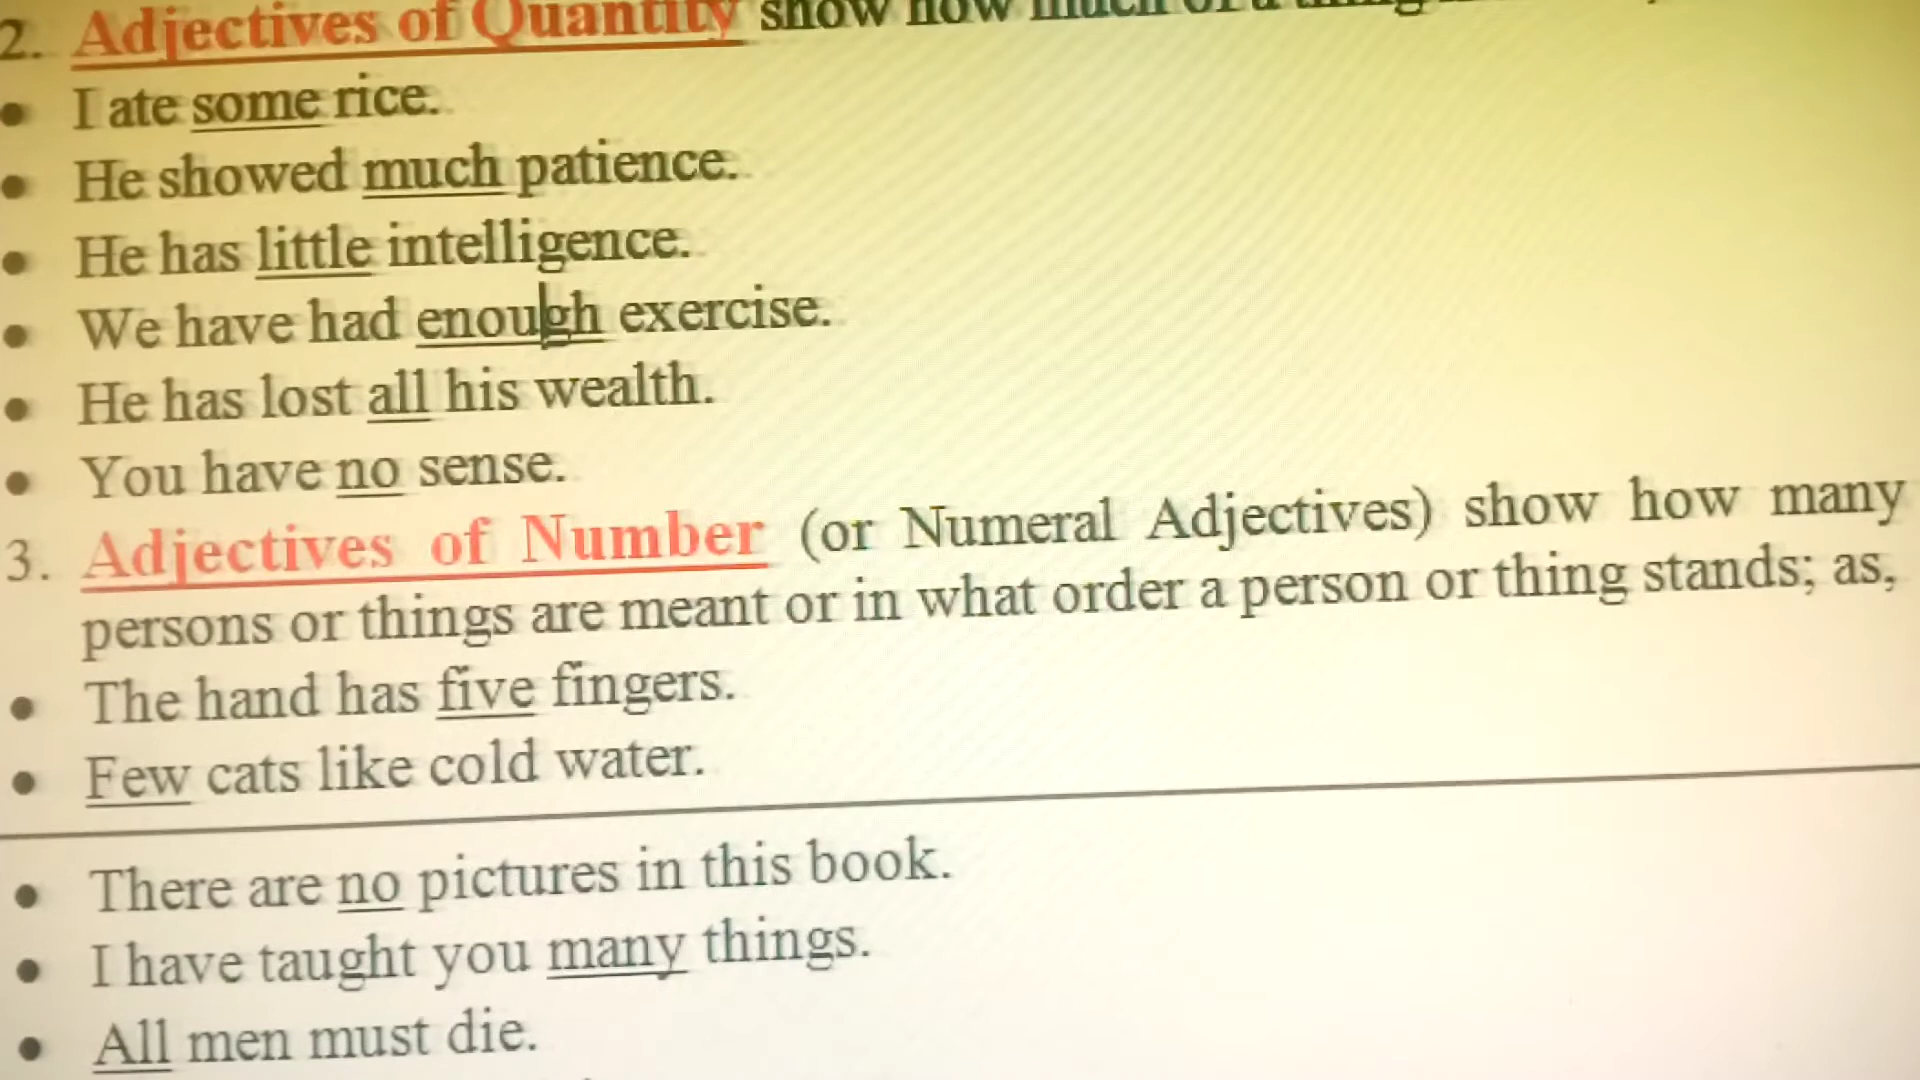 2. Adjectives of Quantity show how much of a thing
• I ate some rice.
• He showed much patience.
• He has little intelligence.
• We have had enough exercise.
• He has lost all his wealth.
• You have no sense.
3. Adjectives of Number (or Numeral Adjectives) show how many
persons or things are meant or in what order a person or thing stands; as,
• The hand has five fingers.
• Few cats like cold water.
• There are no pictures in this book.
• I have taught you many things.
• All men must die.